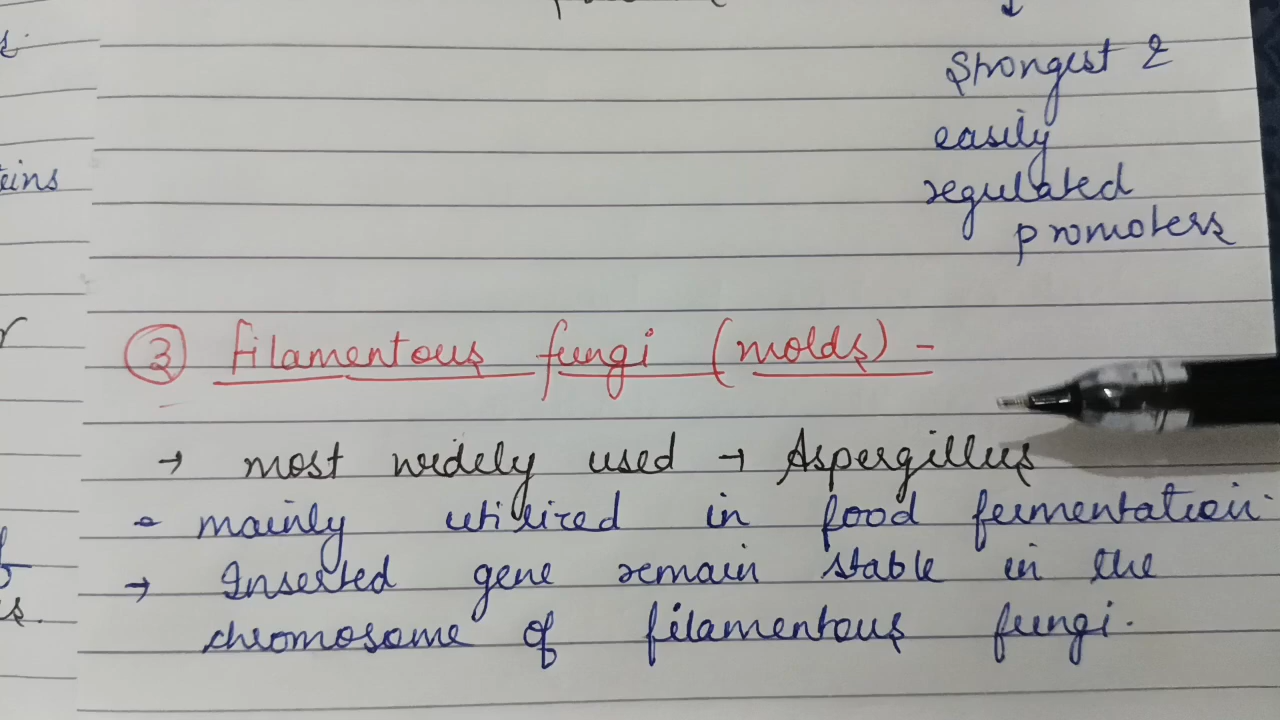 Strongest &
easily
regulated
promoters
eins
③ Filamentous fungi (molds) -
→ most widely used → Aspergillus
- mainly utilized in food fermentation.
→ Inserted gene remain stable in the
chromosome of filamentous fungi.